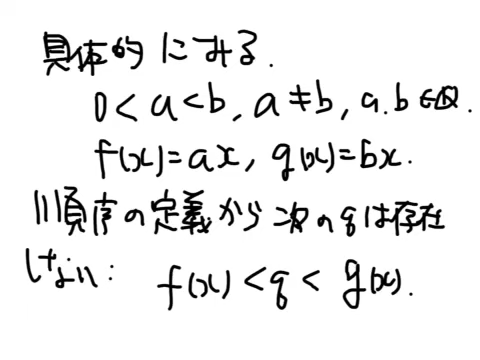 具体的にみる.
0<a<b, a≠b, a.b∈Q.
f(x)=ax, g(x)=bx.
順序の定義から次のqは存在
しない: f(x)<q<g(x).